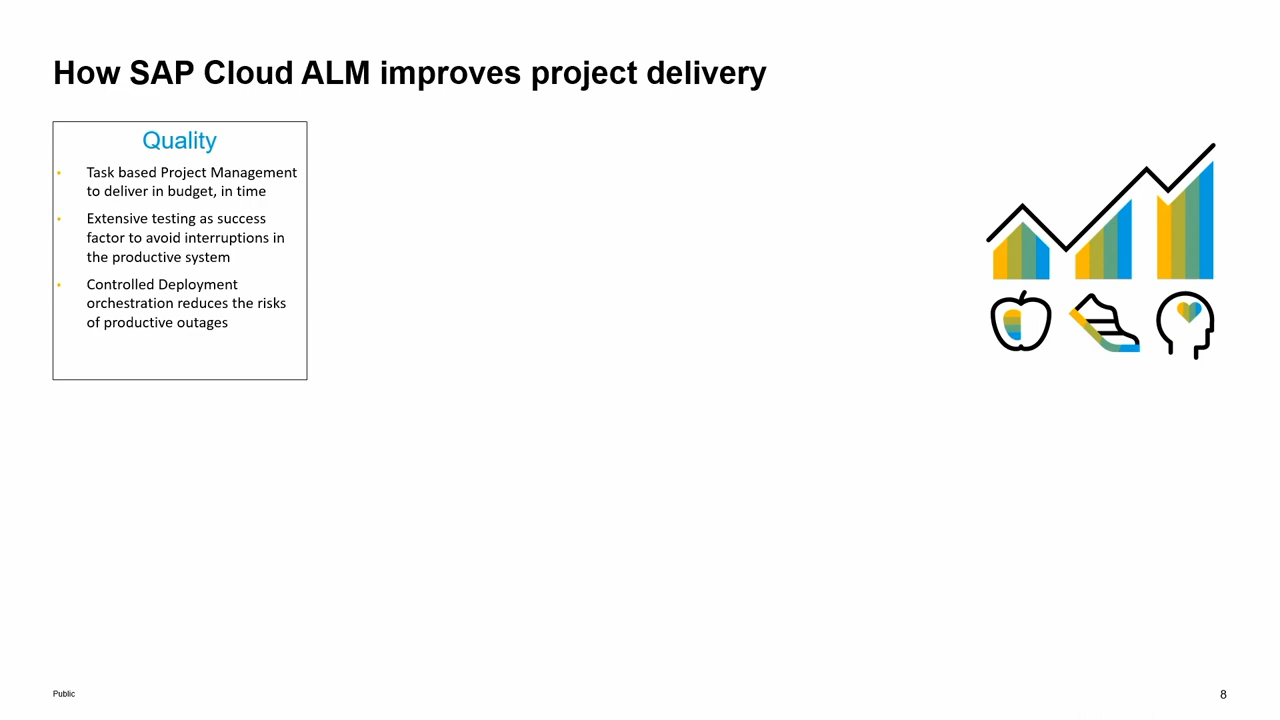 How SAP Cloud ALM improves project delivery
Quality
• Task based Project Management
to deliver in budget, in time
• Extensive testing as success
factor to avoid interruptions in
the productive system
• Controlled Deployment
orchestration reduces the risks
of productive outages
Public
8